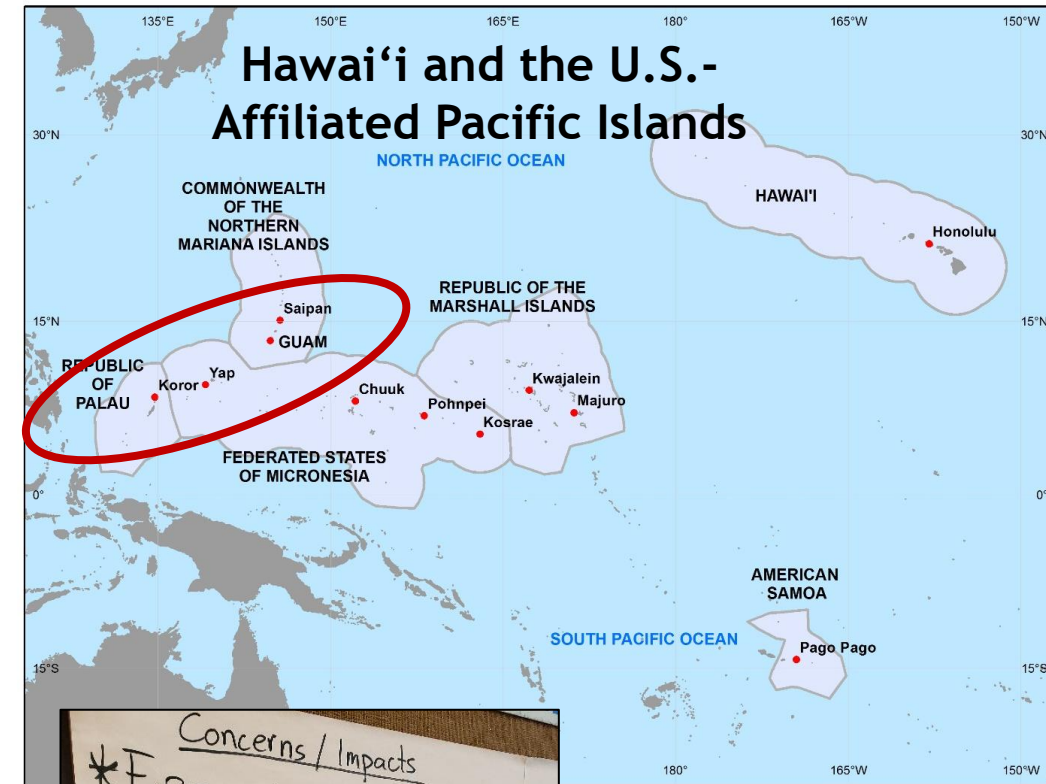 135°E 150°E 165°E 180° 165°W 150°W
Hawai‘i and the U.S.-
Affiliated Pacific Islands
30°N 30°N
NORTH PACIFIC OCEAN
COMMONWEALTH
OF THE
NORTHERN
MARIANA ISLANDS
HAWAI'I
Honolulu
REPUBLIC OF THE
MARSHALL ISLANDS
Saipan
15°N 15°N
GUAM
REPUBLIC
OF
PALAU
Koror
Yap
Chuuk
Pohnpei
Kosrae
Kwajalein
Majuro
FEDERATED STATES
OF MICRONESIA
0° 0°
AMERICAN
SAMOA
SOUTH PACIFIC OCEAN
Pago Pago
15°S 15°S
Concerns / Impacts
180° 165°W 150°W